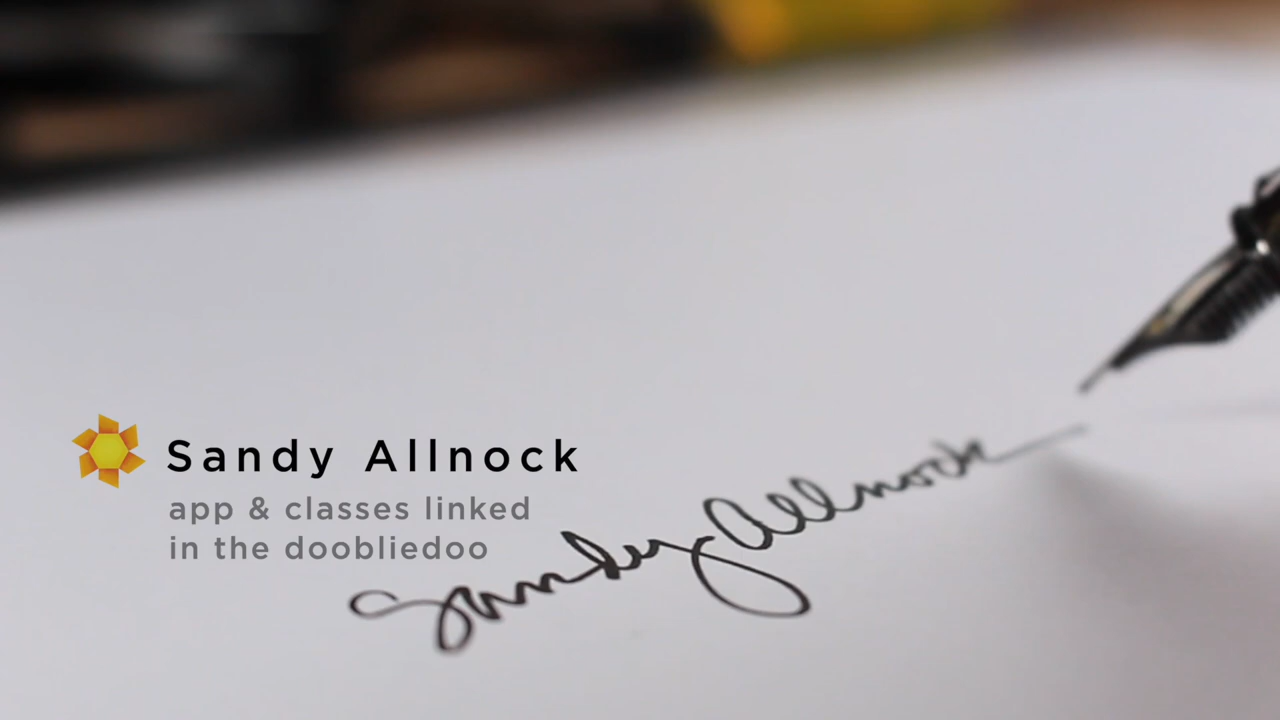 Sandy Allnock
app & classes linked
in the doobliedoo
Sandy Allnock